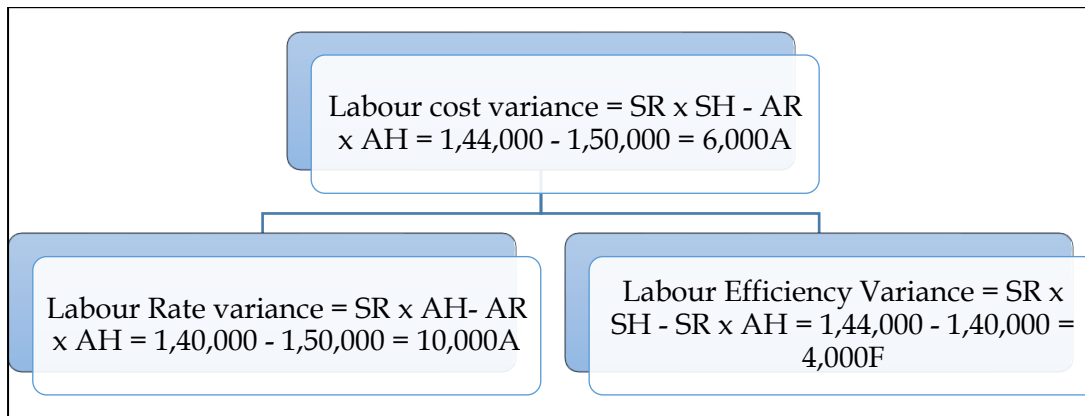 Labour cost variance = SR x SH - AR
x AH = 1,44,000 - 1,50,000 = 6,000A
Labour Rate variance = SR x AH- AR
x AH = 1,40,000 - 1,50,000 = 10,000A
Labour Efficiency Variance = SR x
SH - SR x AH = 1,44,000 - 1,40,000 =
4,000F